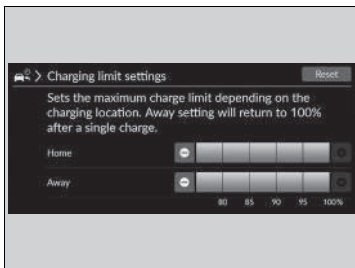 > Charging limit settings Reset
Sets the maximum charge limit depending on the
charging location. Away setting will return to 100%
after a single charge.
Home
Away
80 85 90 95 100%